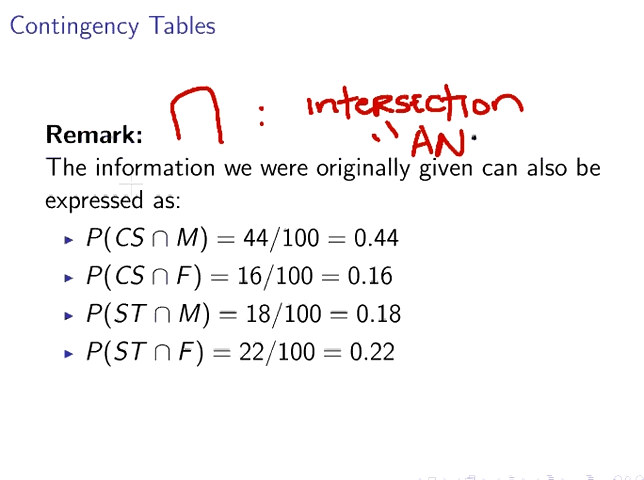 Contingency Tables
∩ : intersection
Remark: " AN
The information we were originally given can also be
expressed as:
▸ P(CS ∩ M) = 44/100 = 0.44
▸ P(CS ∩ F) = 16/100 = 0.16
▸ P(ST ∩ M) = 18/100 = 0.18
▸ P(ST ∩ F) = 22/100 = 0.22